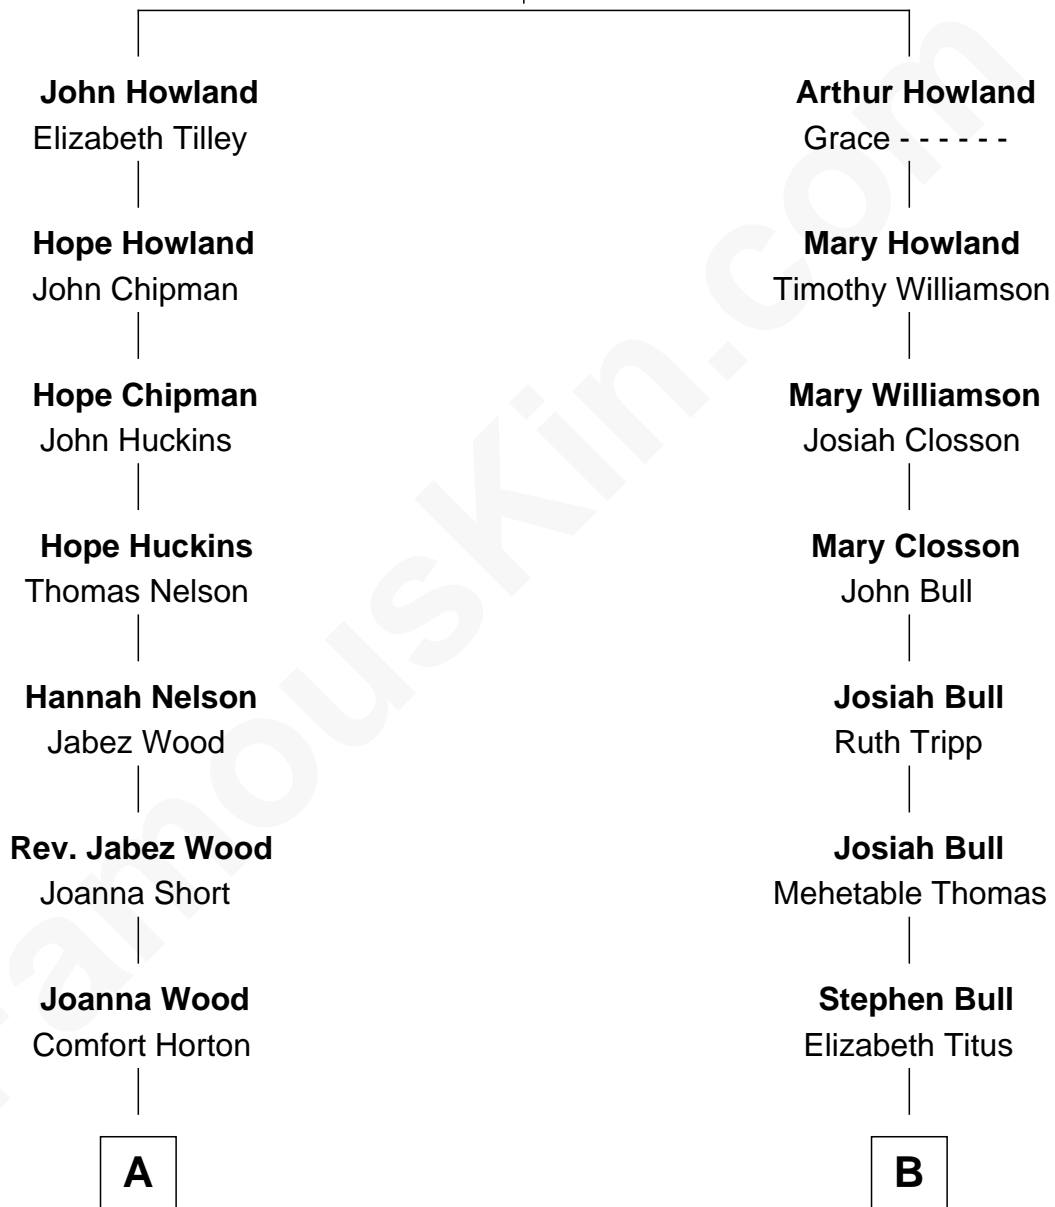 John Howland
Elizabeth Tilley
Hope Howland
John Chipman
Hope Chipman
John Huckins
Hope Huckins
Thomas Nelson
Hannah Nelson
Jabez Wood
Rev. Jabez Wood
Joanna Short
Joanna Wood
Comfort Horton
A
Arthur Howland
Grace - - - - - -
Mary Howland
Timothy Williamson
Mary Williamson
Josiah Closson
Mary Closson
John Bull
Josiah Bull
Ruth Tripp
Josiah Bull
Mehetable Thomas
Stephen Bull
Elizabeth Titus
B
FamousKin.com